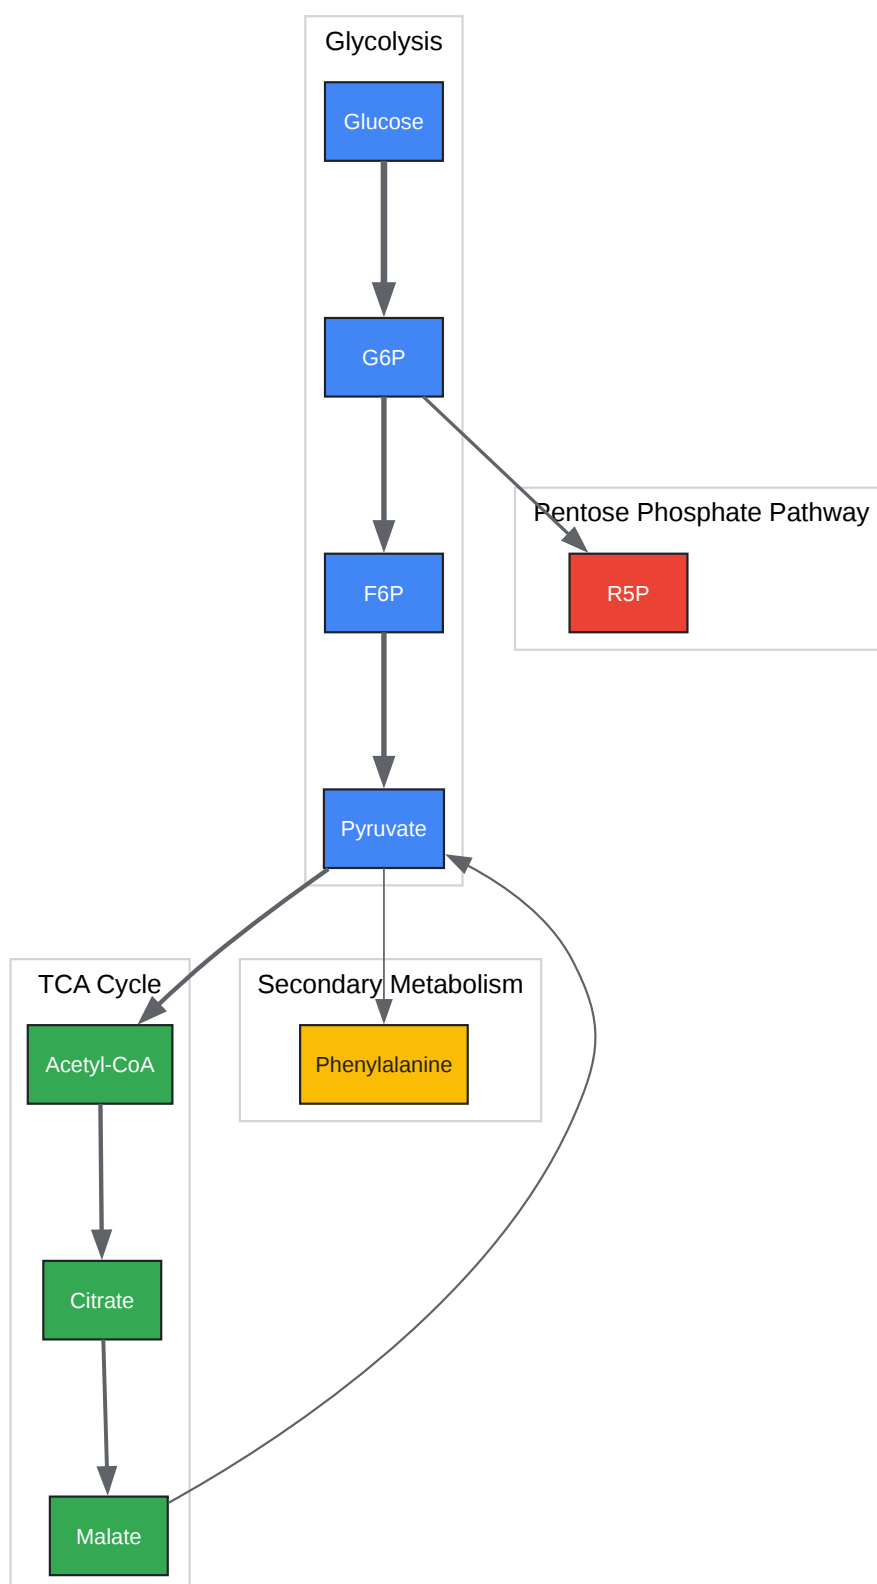 Glycolysis
Glucose
G6P
Pentose Phosphate Pathway
F6P
R5P
Pyruvate
TCA Cycle
Secondary Metabolism
Acetyl-CoA
Phenylalanine
Citrate
Malate